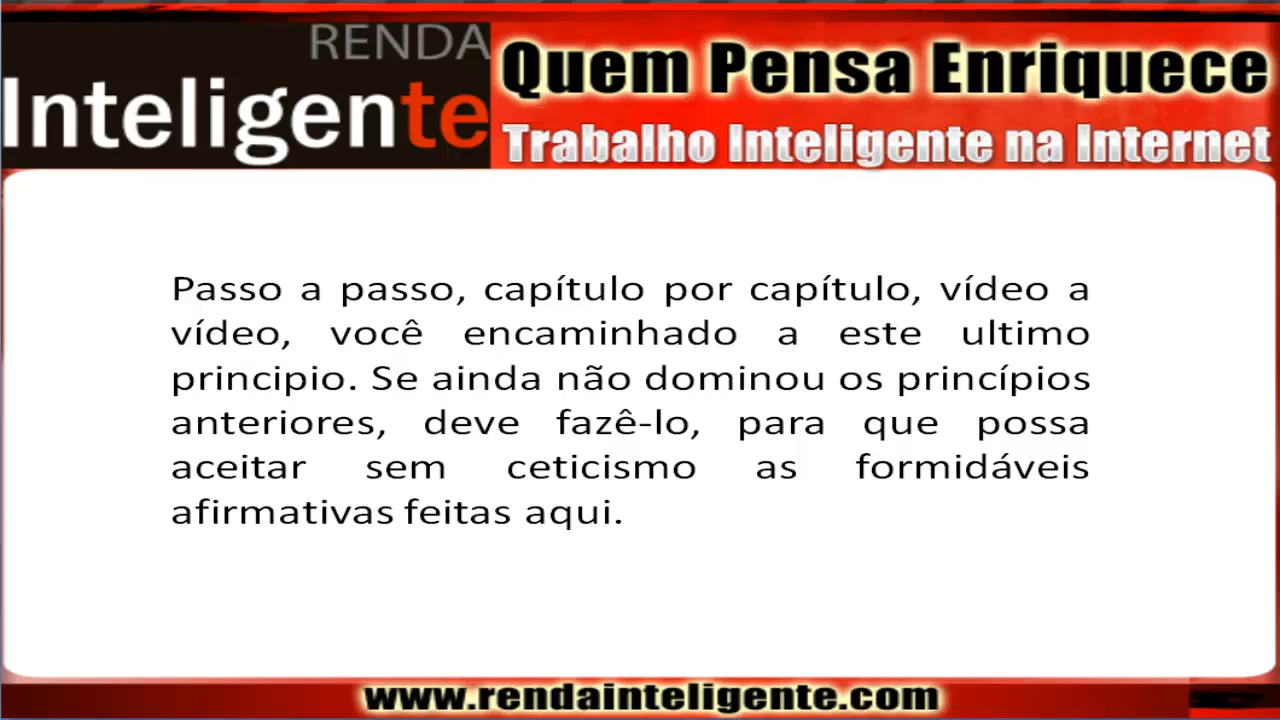 RENDA
Inteligente
Quem Pensa Enriquece
Trabalho Inteligente na Internet
Passo a passo, capítulo por capítulo, vídeo a
vídeo, você encaminhado a este ultimo
principio. Se ainda não dominou os princípios
anteriores, deve fazê-lo, para que possa
aceitar sem ceticismo as formidáveis
afirmativas feitas aqui.
www.rendainteligente.com